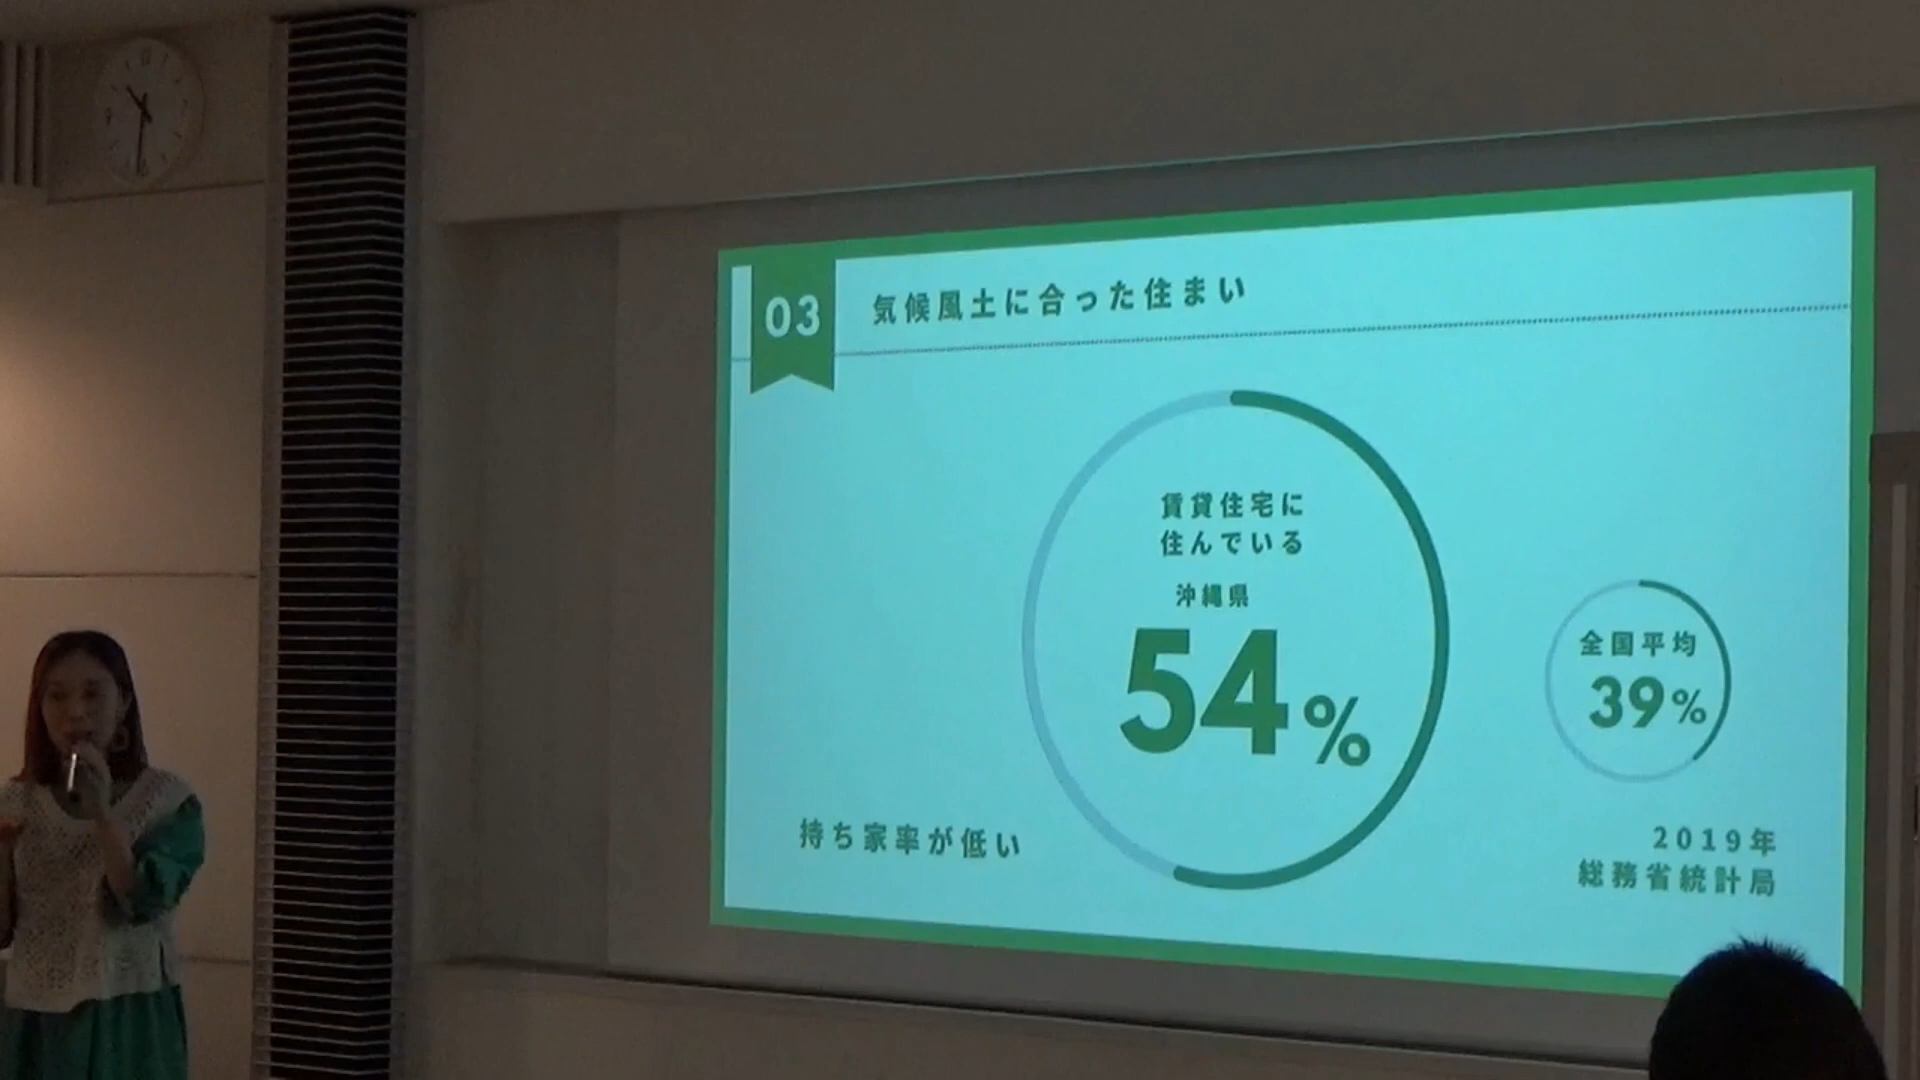 03
気候風土に合った住まい
賃貸住宅に
住んでいる
沖縄県
54%
全国平均
39%
持ち家率が低い
2019年
総務省統計局